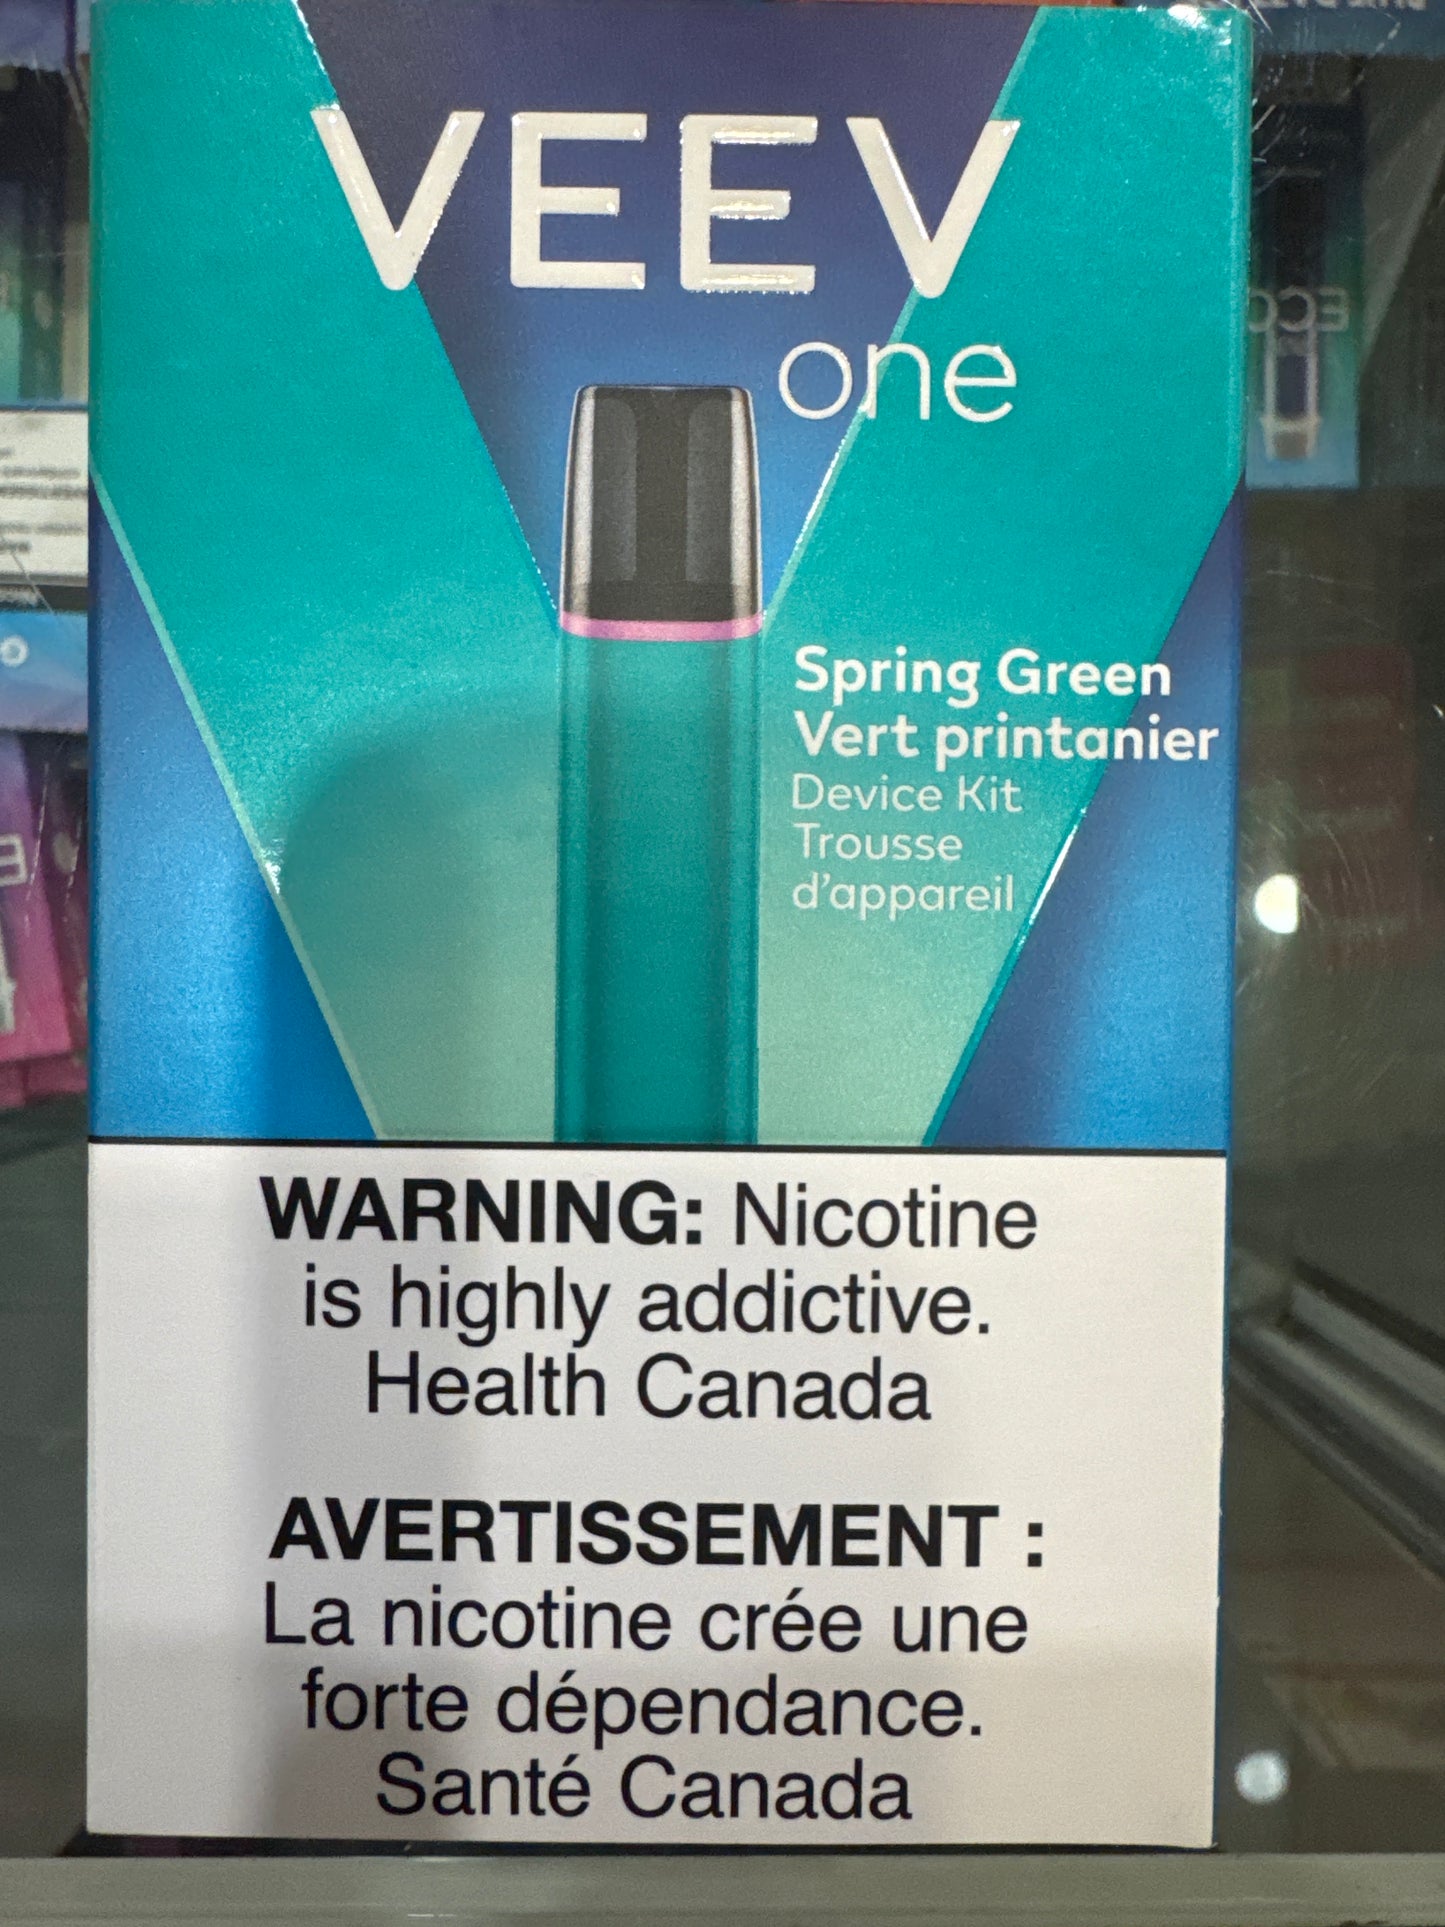 VEEV
one
Spring Green
Vert printanier
Device Kit
Trousse
d'appareil
WARNING: Nicotine
is highly addictive.
Health Canada
AVERTISSEMENT :
La nicotine crée une
forte dépendance.
Santé Canada